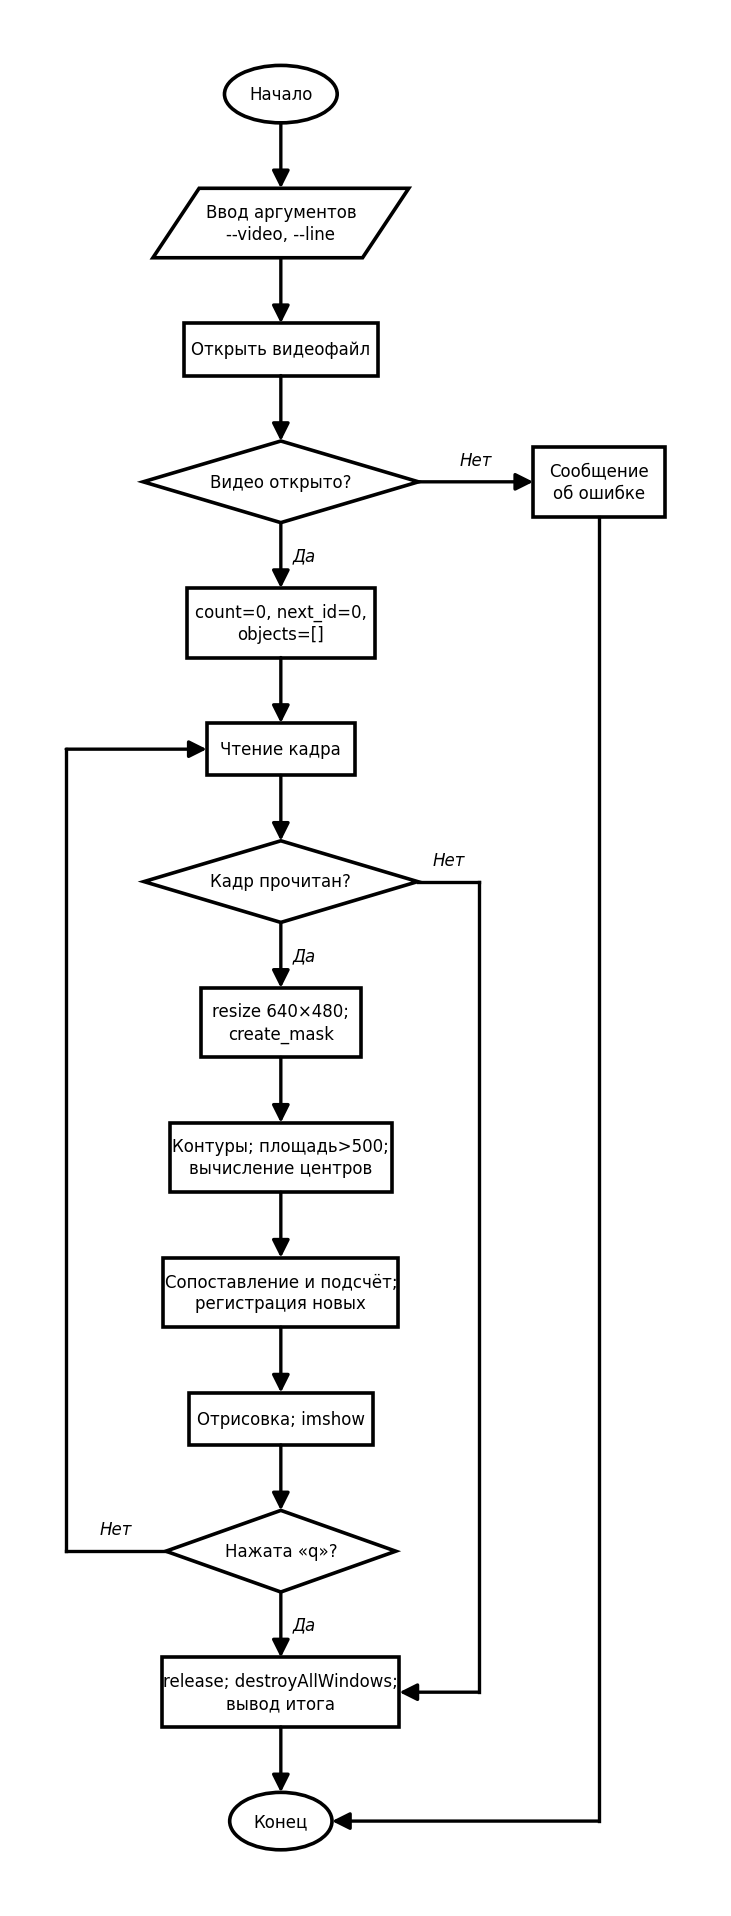 Начало
Ввод аргументов
--video, --line
Открыть видеофайл
Видео открыто?
Нет
Сообщение
об ошибке
Да
count=0, next_id=0,
objects=[]
Чтение кадра
Кадр прочитан?
Нет
Да
resize 640×480;
create_mask
Контуры; площадь>500;
вычисление центров
Сопоставление и подсчёт;
регистрация новых
Отрисовка; imshow
Нажата «q»?
Нет
Да
release; destroyAllWindows;
вывод итога
Конец